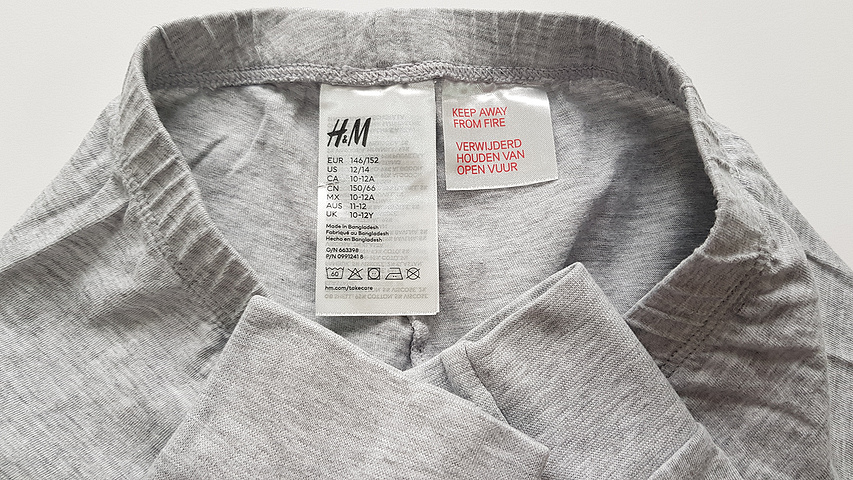 H&M
EUR 146/152
US 12/14
CA 10-12A
CN 150/66
MX 10-12A
AUS 11-12
UK 10-12Y
Made in Bangladesh
Fabriqué au Bangladesh
Hecho en Bangladesh
O/N 663398
P/N 09912418
60
hm.com/takecare
KEEP AWAY
FROM FIRE
VERWIJDERD
HOUDEN VAN
OPEN VUUR